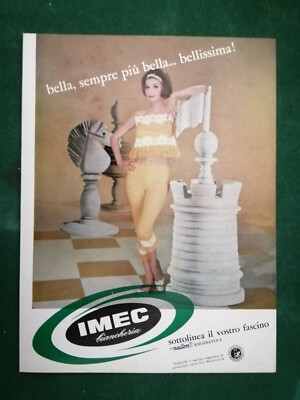 bella, sempre più bella... bellissima!
IMEC
biancheria
sottolinea il vostro fascino